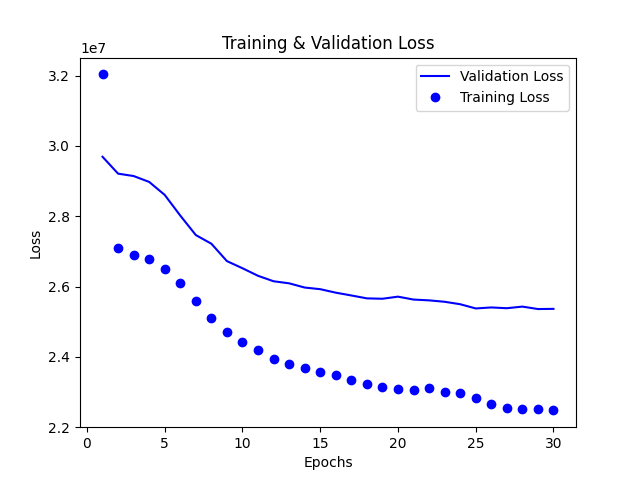 Training & Validation Loss
1e7
3.2
3.0
2.8
2.6
2.4
2.2
Loss
Validation Loss
Training Loss
0 5 10 15 20 25 30
Epochs